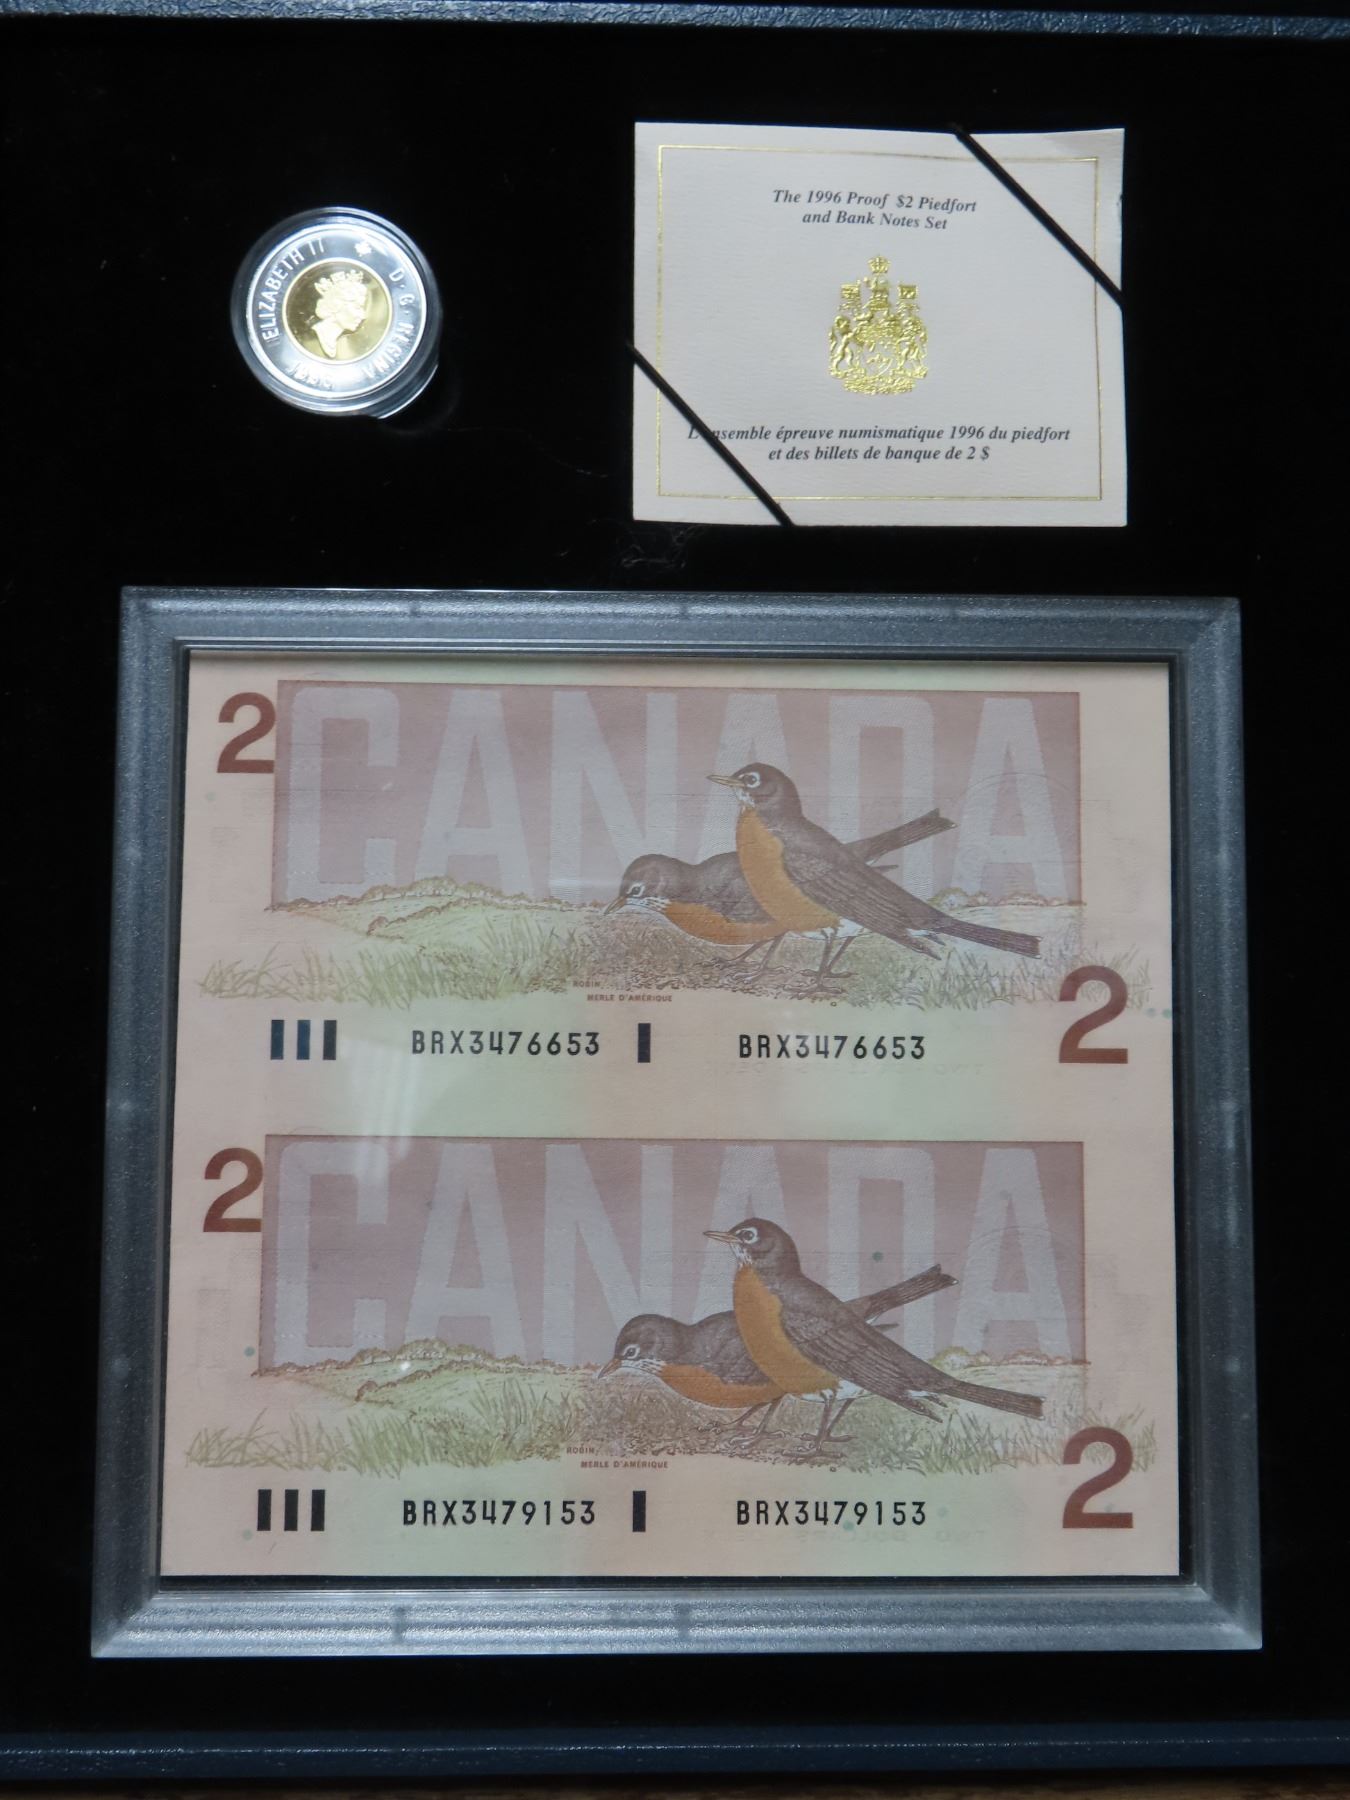 ELIZABETH II D·G·REGINA 1996
The 1996 Proof $2 Piedfort
and Bank Notes Set
L'ensemble épreuve numismatique 1996 du piedfort
et des billets de banque de 2 $
2
CANADA
ROBIN
MERLE D'AMÉRIQUE
2
BRX3476653 BRX3476653
2
CANADA
ROBIN
MERLE D'AMÉRIQUE
2
BRX3479153 BRX3479153